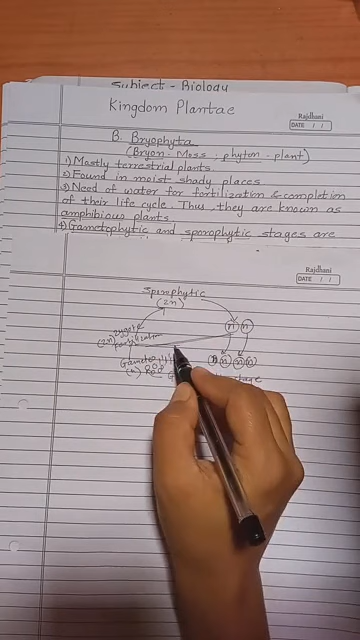 Subject - Biology
Kingdom Plantae
Rajdhani
DATE / /
B. Bryophyta
(Bryon - Moss ; phyton - plant)
1) Mostly terrestrial plants.
2) Found in moist shady places
3) Need of water for fertilization & completion
of their life cycle. Thus, they are known as
amphibious plants.
4) Gametophytic and sporophytic stages are
Rajdhani
DATE / /
Sporophytic
(2n)
n n
zygote
(2n) fertilization
n n n n
(n)